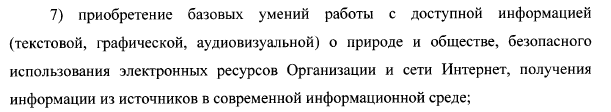 7) приобретение базовых умений работы с доступной информацией
(текстовой, графической, аудиовизуальной) о природе и обществе, безопасного
использования электронных ресурсов Организации и сети Интернет, получения
информации из источников в современной информационной среде;